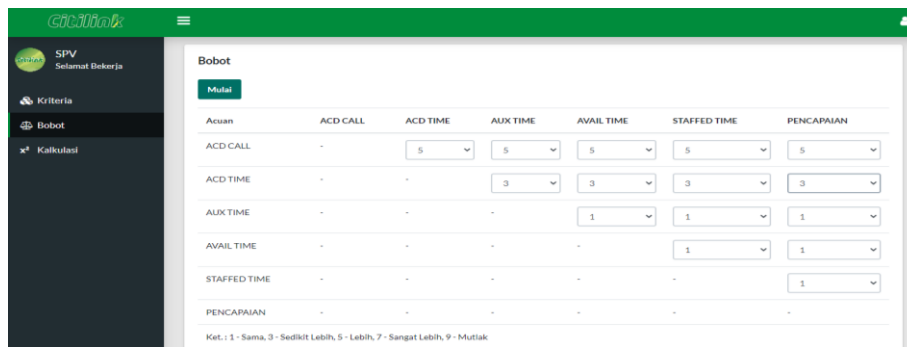 Citilink
SPV
Selamat Bekerja
Kriteria
Bobot
x² Kalkulasi
Bobot
Mulai
Acuan ACD CALL ACD TIME AUX TIME AVAIL TIME STAFFED TIME PENCAPAIAN
ACD CALL - 5 5 5 5 5
ACD TIME - - 3 3 3 3
AUX TIME - - - 1 1 1
AVAIL TIME - - - - 1 1
STAFFED TIME - - - - - 1
PENCAPAIAN - - - - - -
Ket. : 1 - Sama, 3 - Sedikit Lebih, 5 - Lebih, 7 - Sangat Lebih, 9 - Mutlak